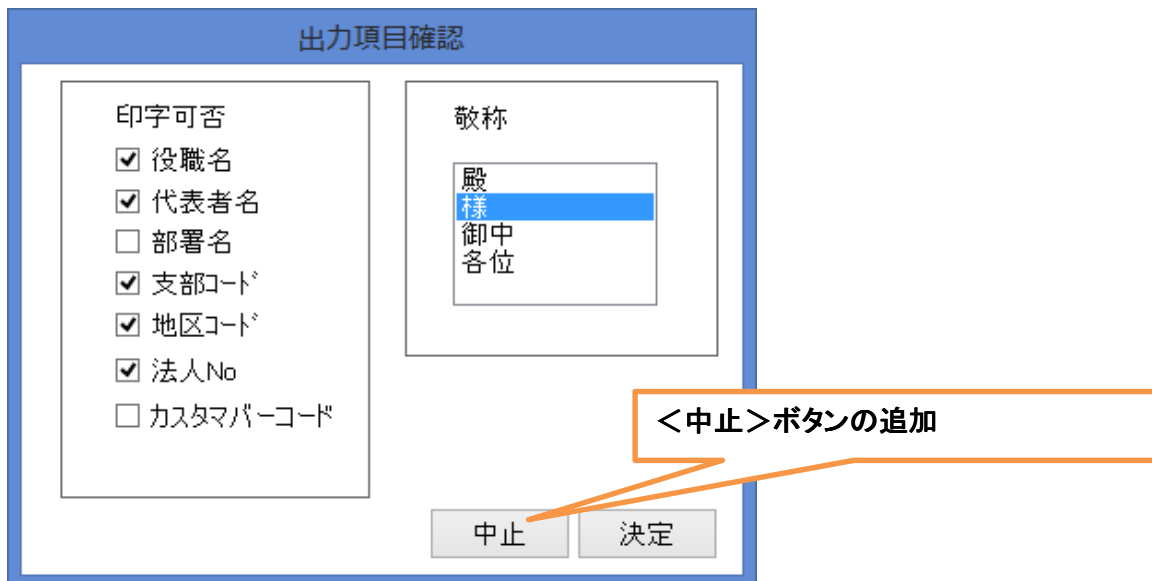 出力項目確認
印字可否
役職名
代表者名
部署名
支部ｺｰﾄﾞ
地区ｺｰﾄﾞ
法人No
カスタマバーコード
敬称
殿
様
御中
各位
＜中止＞ボタンの追加
中止
決定